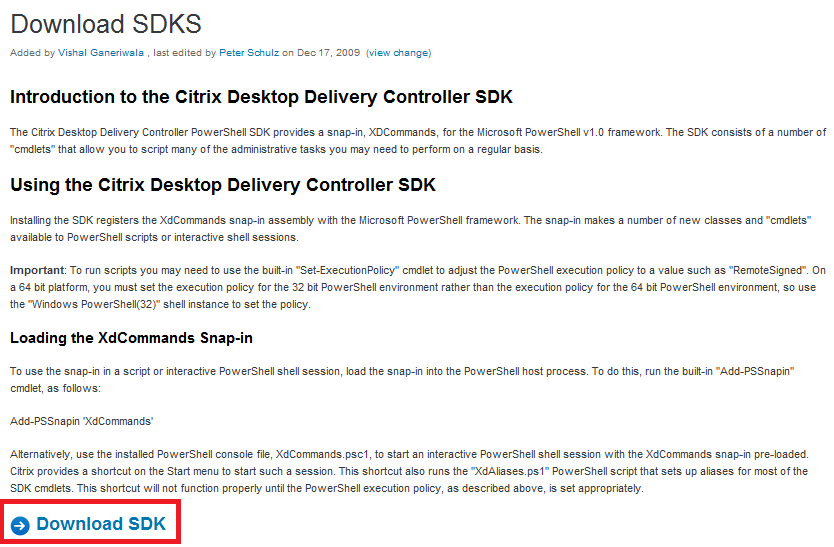 Download SDKS
Added by Vishal Ganeriwala , last edited by Peter Schulz on Dec 17, 2009  (view change)
Introduction to the Citrix Desktop Delivery Controller SDK
The Citrix Desktop Delivery Controller PowerShell SDK provides a snap-in, XDCommands, for the Microsoft PowerShell v1.0 framework. The SDK consists of a number of
"cmdlets" that allow you to script many of the administrative tasks you may need to perform on a regular basis.
Using the Citrix Desktop Delivery Controller SDK
Installing the SDK registers the XdCommands snap-in assembly with the Microsoft PowerShell framework. The snap-in makes a number of new classes and "cmdlets"
available to PowerShell scripts or interactive shell sessions.
Important: To run scripts you may need to use the built-in "Set-ExecutionPolicy" cmdlet to adjust the PowerShell execution policy to a value such as "RemoteSigned". On
a 64 bit platform, you must set the execution policy for the 32 bit PowerShell environment rather than the execution policy for the 64 bit PowerShell environment, so use
the "Windows PowerShell(32)" shell instance to set the policy.
Loading the XdCommands Snap-in
To use the snap-in in a script or interactive PowerShell shell session, load the snap-in into the PowerShell host process. To do this, run the built-in "Add-PSSnapin"
cmdlet, as follows:
Add-PSSnapin 'XdCommands'
Alternatively, use the installed PowerShell console file, XdCommands.psc1, to start an interactive PowerShell shell session with the XdCommands snap-in pre-loaded.
Citrix provides a shortcut on the Start menu to start such a session. This shortcut also runs the "XdAliases.ps1" PowerShell script that sets up aliases for most of the
SDK cmdlets. This shortcut will not function properly until the PowerShell execution policy, as described above, is set appropriately.
Download SDK